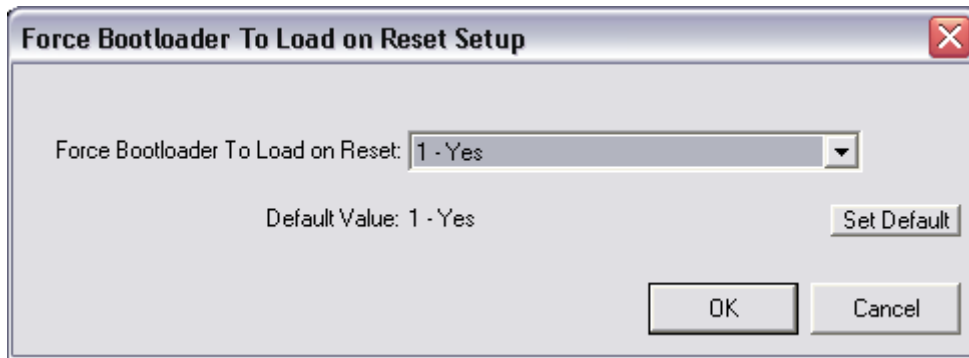 Force Bootloader To Load on Reset Setup
Force Bootloader To Load on Reset: 1 - Yes
Default Value: 1 - Yes Set Default
OK Cancel